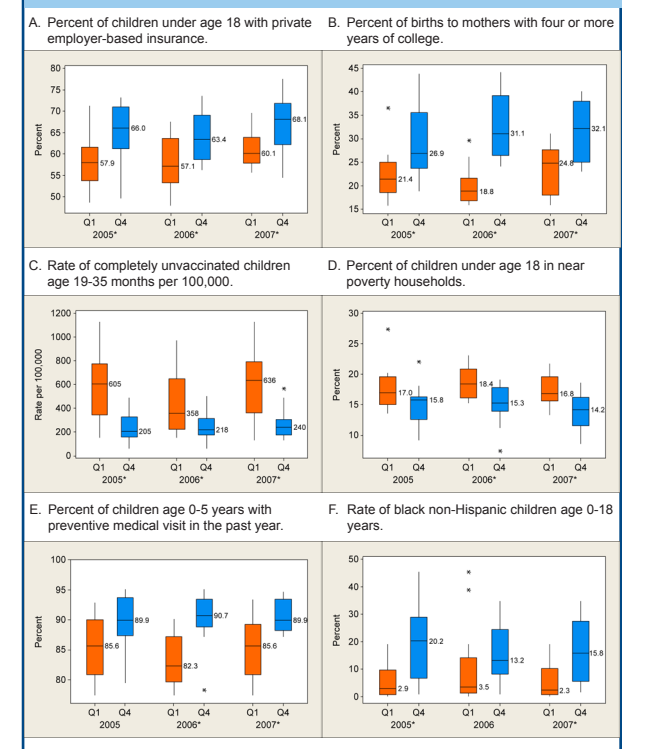 A. Percent of children under age 18 with private
employer-based insurance.
B. Percent of births to mothers with four or more
years of college.
80
75
70
65
60
55
50
Percent
57.9
66.0
57.1
63.4
60.1
68.1
Q1 Q4 Q1 Q4 Q1 Q4
2005* 2006* 2007*
45
40
35
30
25
20
15
Percent
*
21.4
26.9
*
18.8
31.1
24.8
32.1
Q1 Q4 Q1 Q4 Q1 Q4
2005* 2006* 2007*
C. Rate of completely unvaccinated children
age 19-35 months per 100,000.
D. Percent of children under age 18 in near
poverty households.
1200
1000
800
600
400
200
0
Rate per 100,000
605
205
358
218
636
*
240
Q1 Q4 Q1 Q4 Q1 Q4
2005* 2006* 2007*
30
25
20
15
10
Percent
*
17.0
*
15.8
18.4
15.3
*
16.8
14.2
Q1 Q4 Q1 Q4 Q1 Q4
2005 2006* 2007*
E. Percent of children age 0-5 years with
preventive medical visit in the past year.
F. Rate of black non-Hispanic children age 0-18
years.
100
95
90
85
80
Percent
85.6
89.9
82.3
90.7
*
85.6
89.9
Q1 Q4 Q1 Q4 Q1 Q4
2005 2006* 2007*
50
40
30
20
10
0
Percent
2.9
20.2
*
*
3.5
13.2
2.3
15.8
Q1 Q4 Q1 Q4 Q1 Q4
2005* 2006 2007*